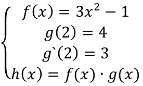 f(x) = 3x² − 1
g(2) = 4
g`(2) = 3
h(x) = f(x) · g(x)